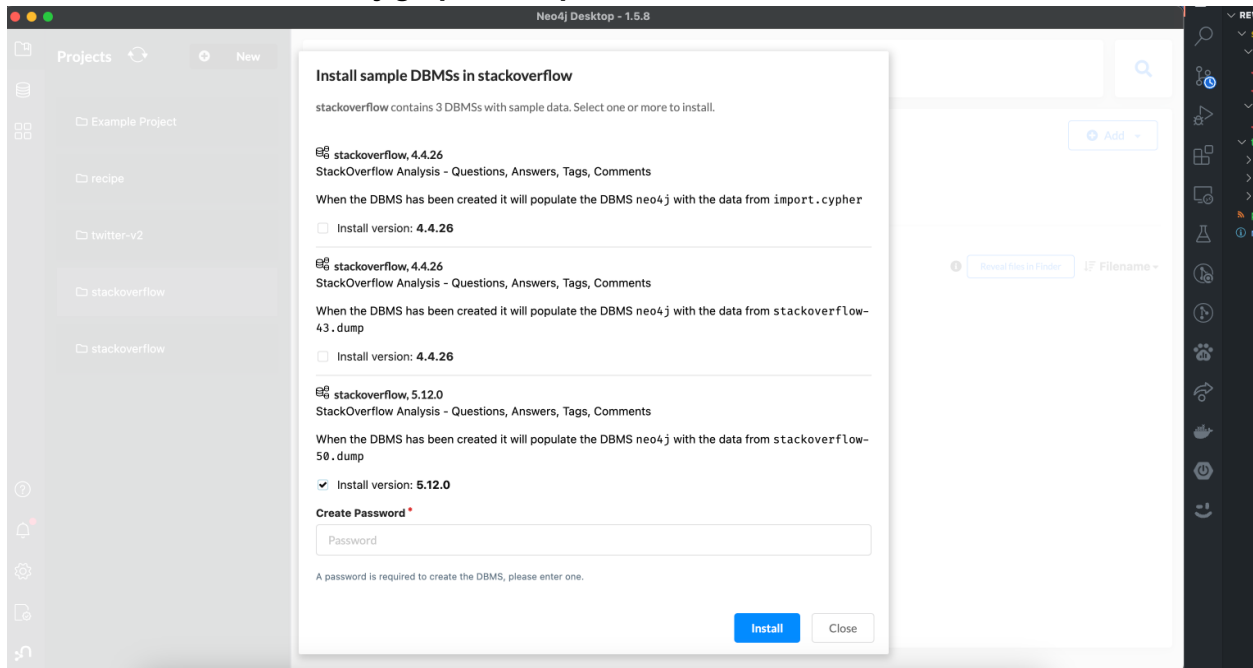 Neo4j Desktop - 1.5.8
Projects
New
Example Project
recipe
twitter-v2
stackoverflow
stackoverflow
Install sample DBMSs in stackoverflow
stackoverflow contains 3 DBMSs with sample data. Select one or more to install.
stackoverflow, 4.4.26
StackOverflow Analysis - Questions, Answers, Tags, Comments
When the DBMS has been created it will populate the DBMS neo4j with the data from import.cypher
Install version: 4.4.26
stackoverflow, 4.4.26
StackOverflow Analysis - Questions, Answers, Tags, Comments
When the DBMS has been created it will populate the DBMS neo4j with the data from stackoverflow-
43.dump
Install version: 4.4.26
stackoverflow, 5.12.0
StackOverflow Analysis - Questions, Answers, Tags, Comments
When the DBMS has been created it will populate the DBMS neo4j with the data from stackoverflow-
50.dump
Install version: 5.12.0
Create Password *
Password
A password is required to create the DBMS, please enter one.
Install
Close
Add
Reveal files in Finder
Filename